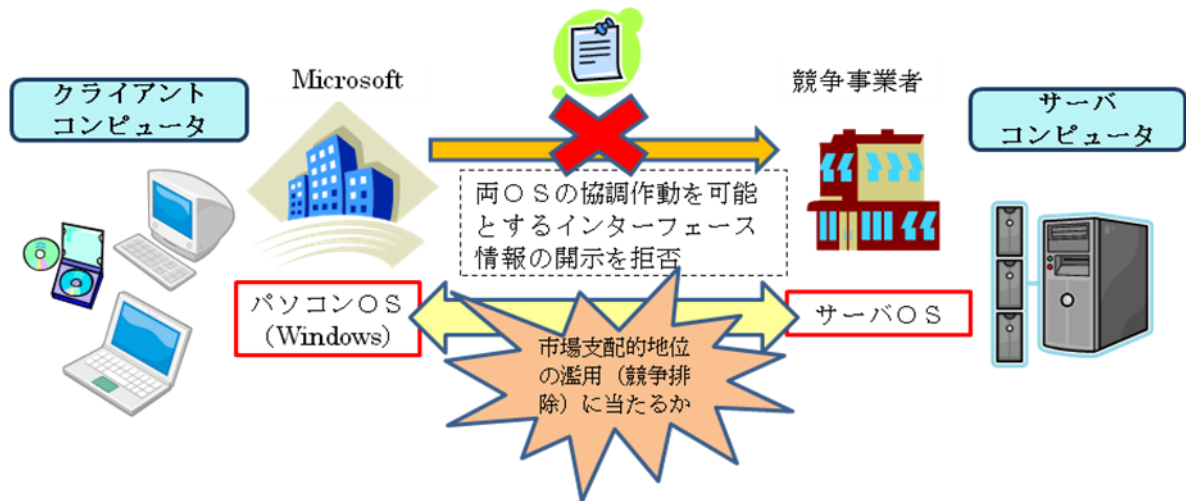 クライアント
コンピュータ
Microsoft
競争事業者
サーバ
コンピュータ
両ＯＳの協調作動を可能
とするインターフェース
情報の開示を拒否
パソコンＯＳ
（Windows）
サーバＯＳ
市場支配的地位
の濫用（競争排
除）に当たるか